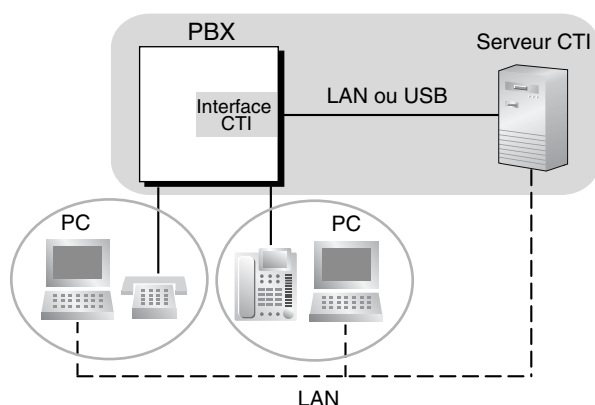 PBX
Serveur CTI
Interface
CTI
LAN ou USB
PC
PC
LAN